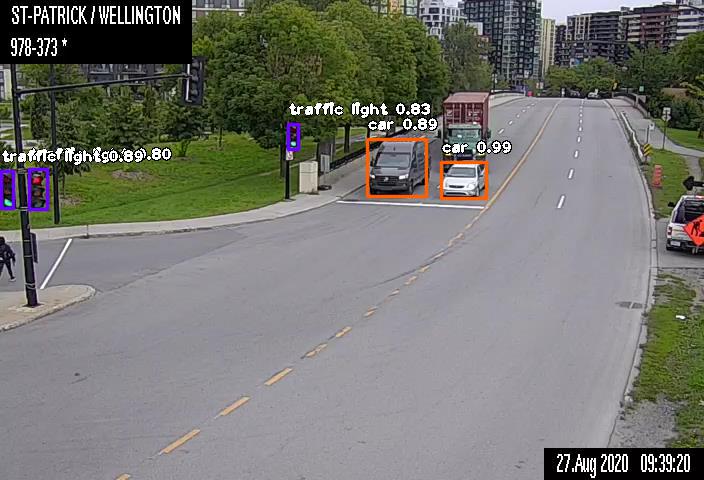 ST-PATRICK / WELLINGTON
978-373 *
traffic light 0.83
car 0.89
car 0.99
27.Aug 2020 09:39:20